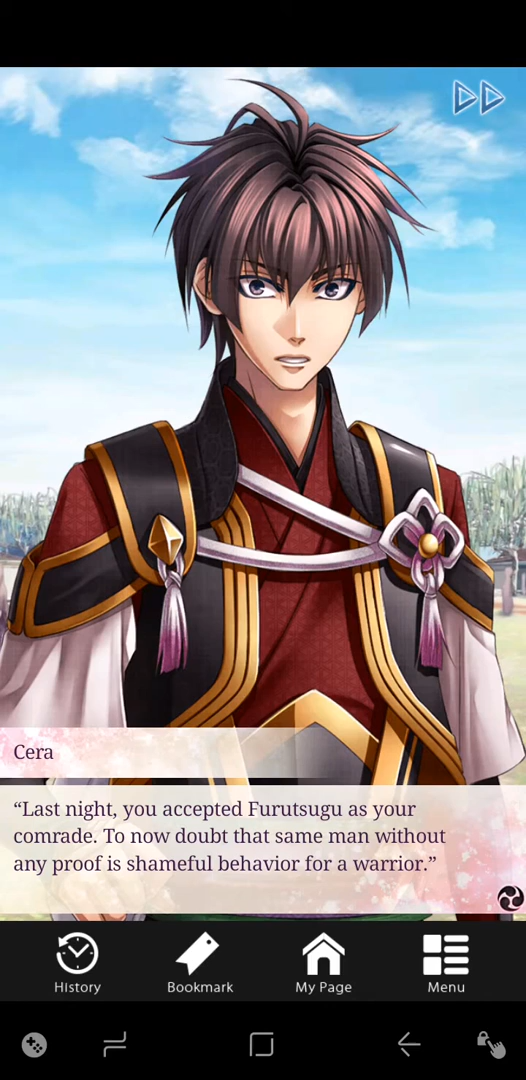 Cera
“Last night, you accepted Furutsugu as your
comrade. To now doubt that same man without
any proof is shameful behavior for a warrior.”
History
Bookmark
My Page
Menu